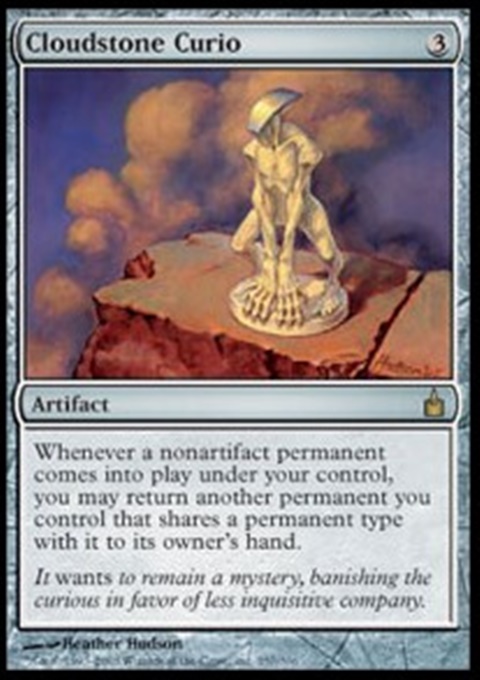 Cloudstone Curio 3
Artifact
Whenever a nonartifact permanent
comes into play under your control,
you may return another permanent you
control that shares a permanent type
with it to its owner's hand.
It wants to remain a mystery, banishing the
curious in favor of less inquisitive company.
Heather Hudson